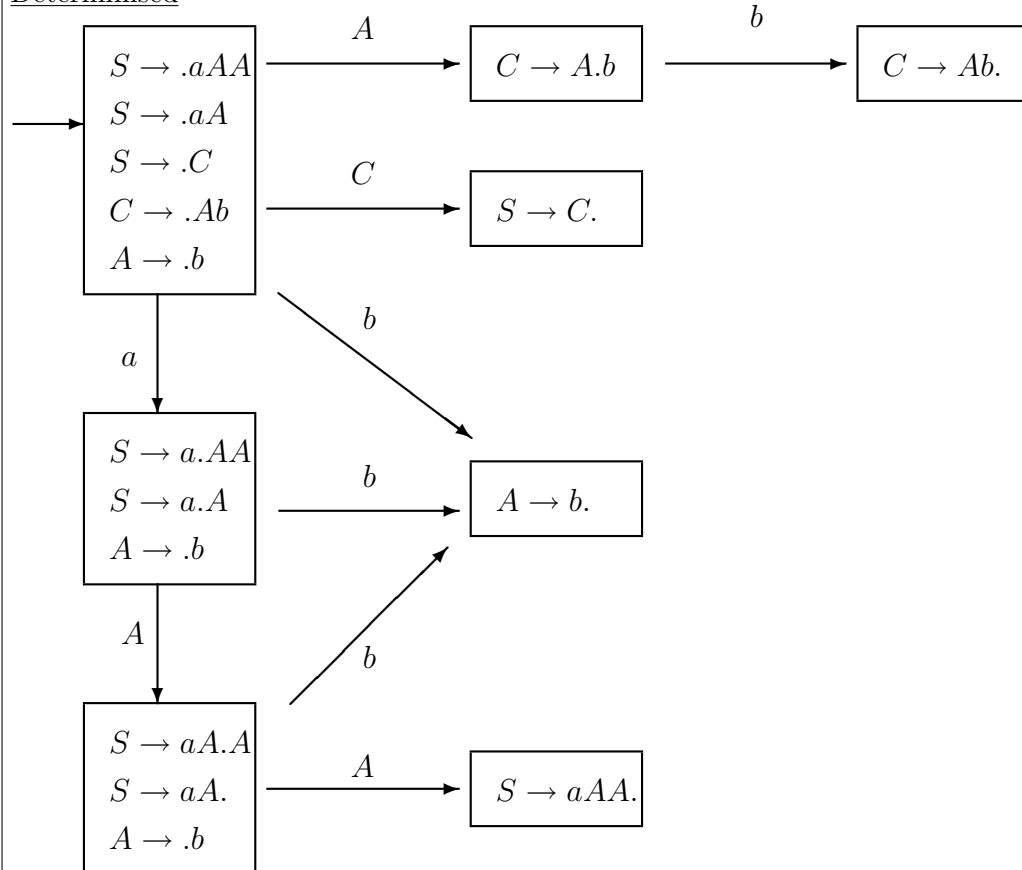 Determinised
S → .aAA
S → .aA
S → .C
C → .Ab
A → .b
A
C → A.b
b
C → Ab.
C
S → C.
b
a
S → a.AA
S → a.A
A → .b
b
A → b.
A
b
S → aA.A
S → aA.
A → .b
A
S → aAA.